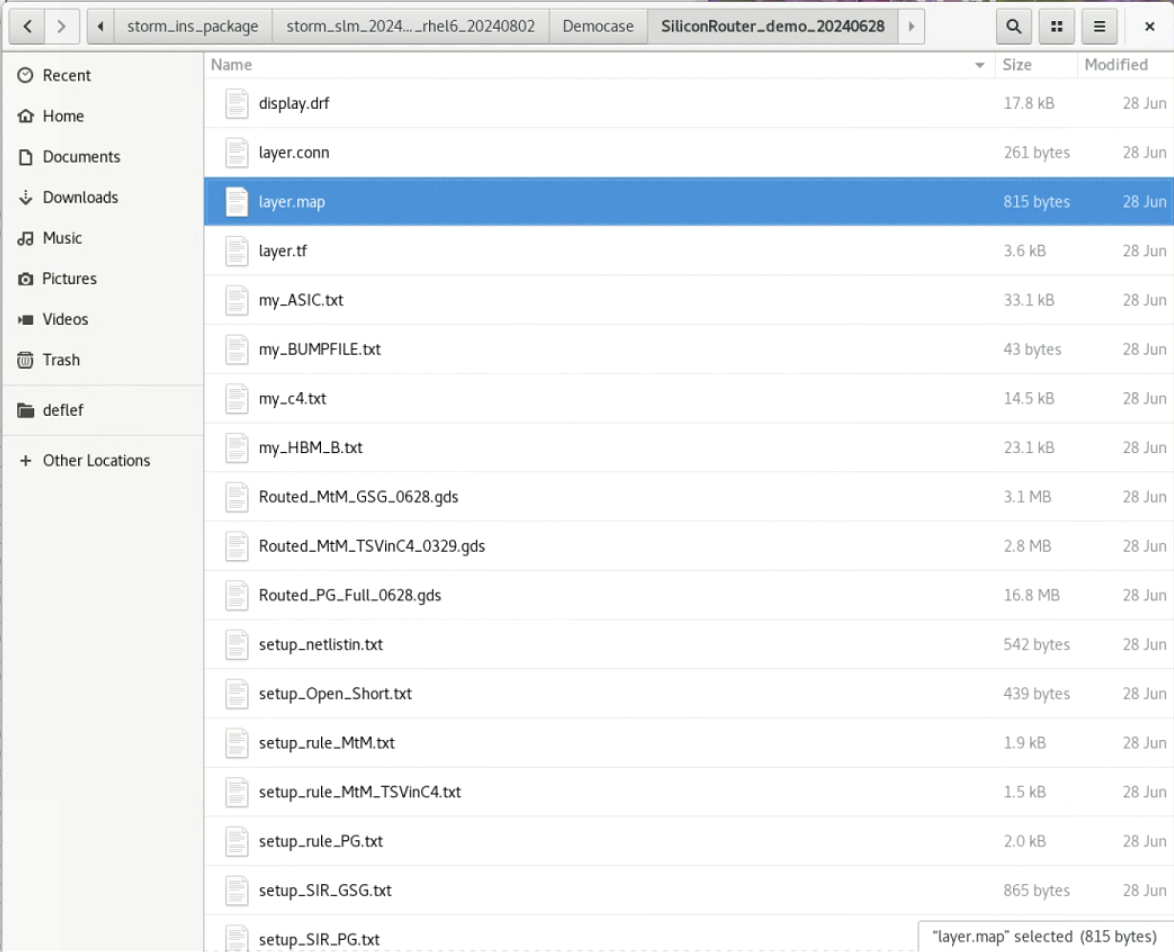 storm_ins_package storm_slm_2024..._rhel6_20240802 Democase SiliconRouter_demo_20240628
Recent
Home
Documents
Downloads
Music
Pictures
Videos
Trash
deflef
+ Other Locations
Name Size Modified
display.drf 17.8 kB 28 Jun
layer.conn 261 bytes 28 Jun
layer.map 815 bytes 28 Jun
layer.tf 3.6 kB 28 Jun
my_ASIC.txt 33.1 kB 28 Jun
my_BUMPFILE.txt 43 bytes 28 Jun
my_c4.txt 14.5 kB 28 Jun
my_HBM_B.txt 23.1 kB 28 Jun
Routed_MtM_GSG_0628.gds 3.1 MB 28 Jun
Routed_MtM_TSVinC4_0329.gds 2.8 MB 28 Jun
Routed_PG_Full_0628.gds 16.8 MB 28 Jun
setup_netlistin.txt 542 bytes 28 Jun
setup_Open_Short.txt 439 bytes 28 Jun
setup_rule_MtM.txt 1.9 kB 28 Jun
setup_rule_MtM_TSVinC4.txt 1.5 kB 28 Jun
setup_rule_PG.txt 2.0 kB 28 Jun
setup_SIR_GSG.txt 865 bytes 28 Jun
setup_SIR_PG.txt
"layer.map" selected (815 bytes)